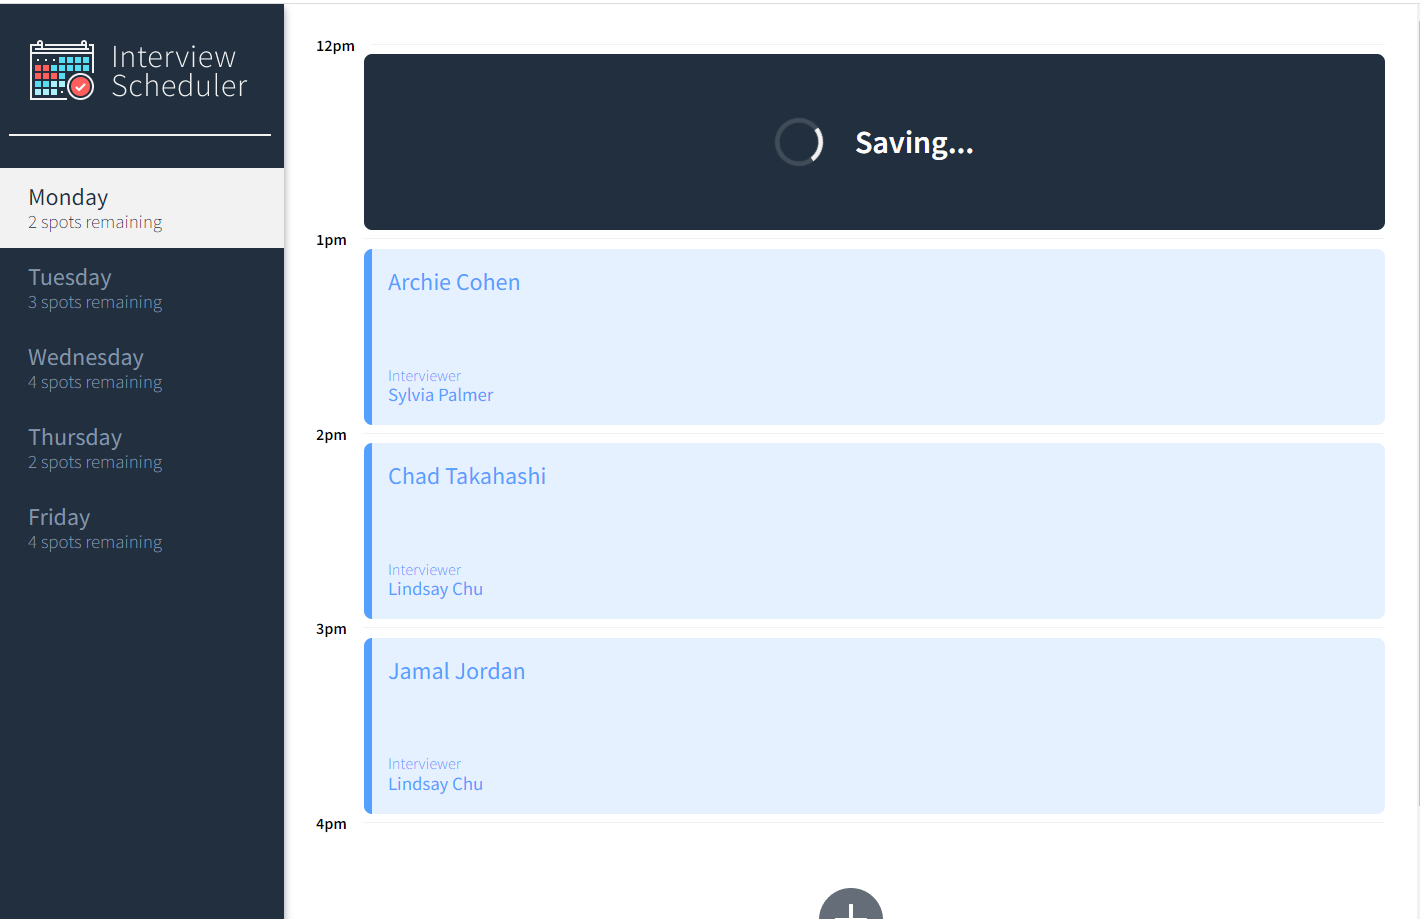 Interview
Scheduler
Monday
2 spots remaining
Tuesday
3 spots remaining
Wednesday
4 spots remaining
Thursday
2 spots remaining
Friday
4 spots remaining
12pm
Saving...
1pm
Archie Cohen
Interviewer
Sylvia Palmer
2pm
Chad Takahashi
Interviewer
Lindsay Chu
3pm
Jamal Jordan
Interviewer
Lindsay Chu
4pm